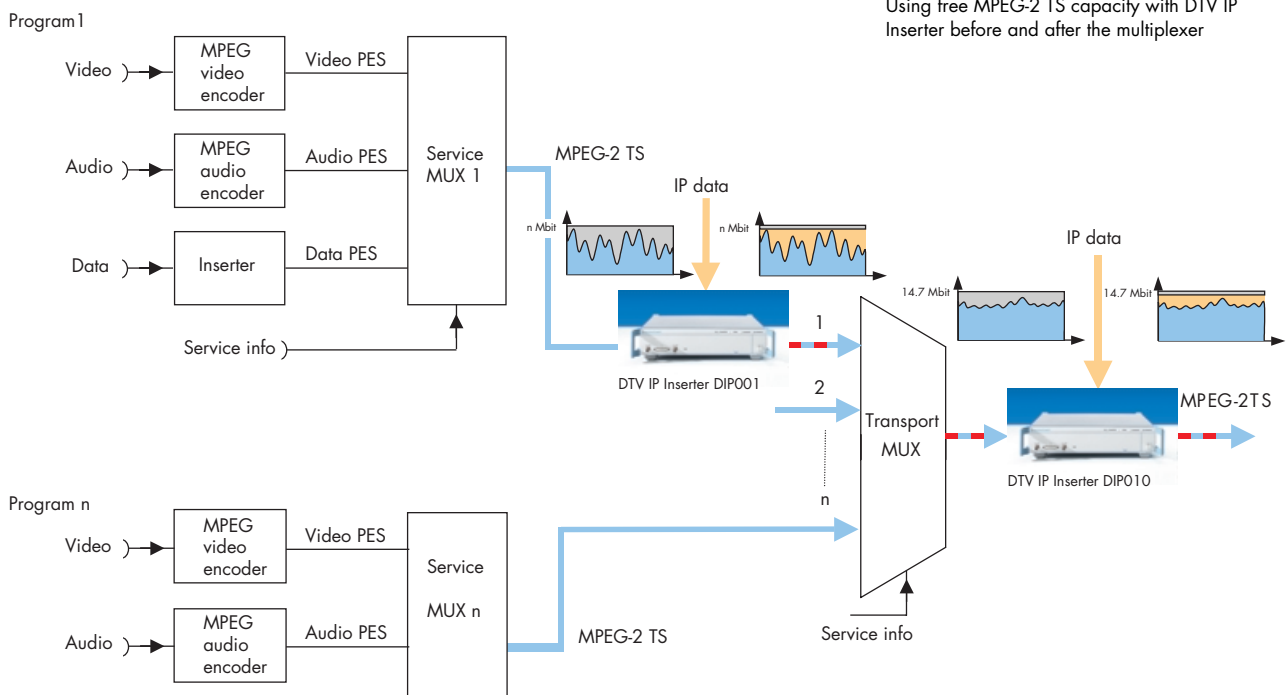 Using free MPEG-2 TS capacity with DTV IP
Inserter before and after the multiplexer
Program1
Video
MPEG
video
encoder
Video PES
Audio
MPEG
audio
encoder
Audio PES
Data
Inserter
Data PES
Service
MUX 1
Service info
MPEG-2 TS
IP data
n Mbit
n Mbit
DTV IP Inserter DIP001
1
2
n
Transport
MUX
Service info
IP data
14.7 Mbit
14.7 Mbit
DTV IP Inserter DIP010
MPEG-2TS
Program n
Video
MPEG
video
encoder
Video PES
Audio
MPEG
audio
encoder
Audio PES
Service
MUX n
MPEG-2 TS